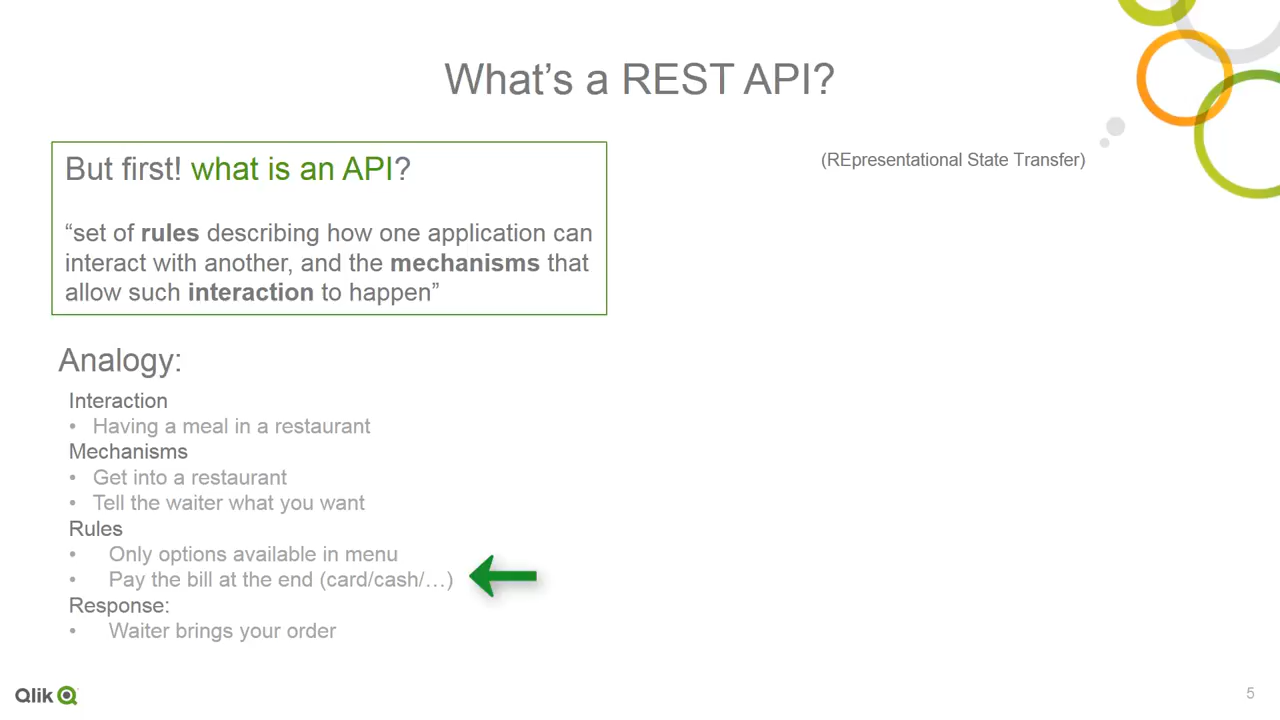 What's a REST API?
But first! what is an API?
(REpresentational State Transfer)
“set of rules describing how one application can
interact with another, and the mechanisms that
allow such interaction to happen”
Analogy:
Interaction
• Having a meal in a restaurant
Mechanisms
• Get into a restaurant
• Tell the waiter what you want
Rules
• Only options available in menu
• Pay the bill at the end (card/cash/…)
Response:
• Waiter brings your order
Qlik
5